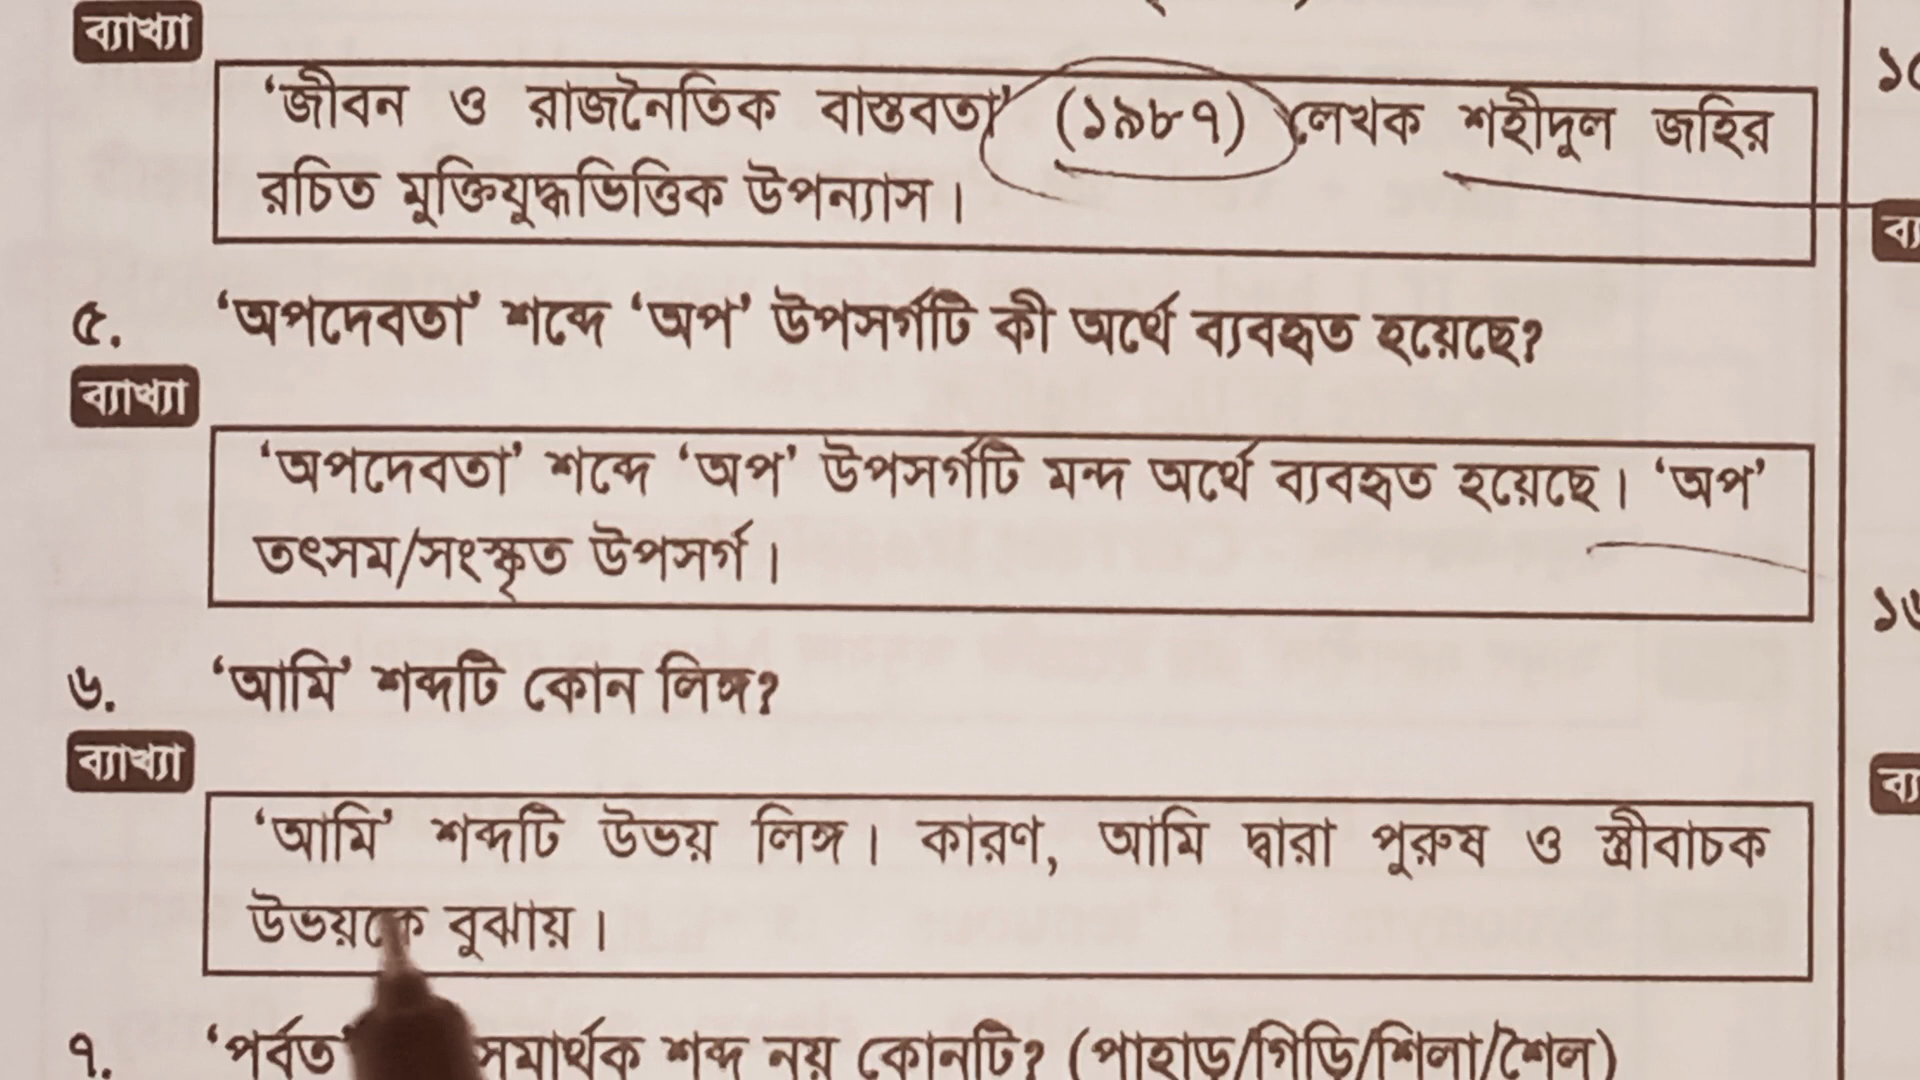 ব্যাখ্যা
‘জীবন ও রাজনৈতিক বাস্তবতা’ (১৯৮৭) লেখক শহীদুল জহির
রচিত মুক্তিযুদ্ধভিত্তিক উপন্যাস।
৫. ‘অপদেবতা’ শব্দে ‘অপ’ উপসর্গটি কী অর্থে ব্যবহৃত হয়েছে?
ব্যাখ্যা
‘অপদেবতা’ শব্দে ‘অপ’ উপসর্গটি মন্দ অর্থে ব্যবহৃত হয়েছে। ‘অপ’
তৎসম/সংস্কৃত উপসর্গ।
৬. ‘আমি’ শব্দটি কোন লিঙ্গ?
ব্যাখ্যা
‘আমি’ শব্দটি উভয় লিঙ্গ। কারণ, আমি দ্বারা পুরুষ ও স্ত্রীবাচক
উভয়কে বুঝায়।
৭. ‘পর্বত’ সমার্থক শব্দ নয় কোনটি? (পাহাড়/গিড়ি/শিলা/শৈল)